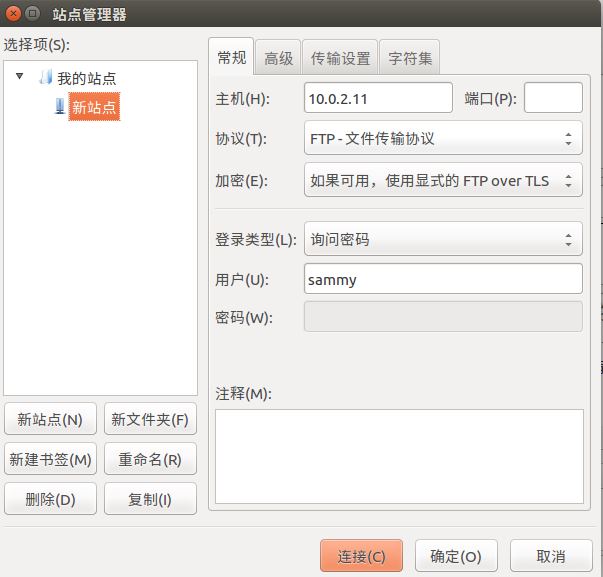 站点管理器
选择项(S):
我的站点
新站点
新站点(N) 新文件夹(F)
新建书签(M) 重命名(R)
删除(D) 复制(I)
常规 高级 传输设置 字符集
主机(H): 10.0.2.11 端口(P):
协议(T): FTP - 文件传输协议
加密(E): 如果可用，使用显式的 FTP over TLS
登录类型(L): 询问密码
用户(U): sammy
密码(W):
注释(M):
连接(C) 确定(O) 取消